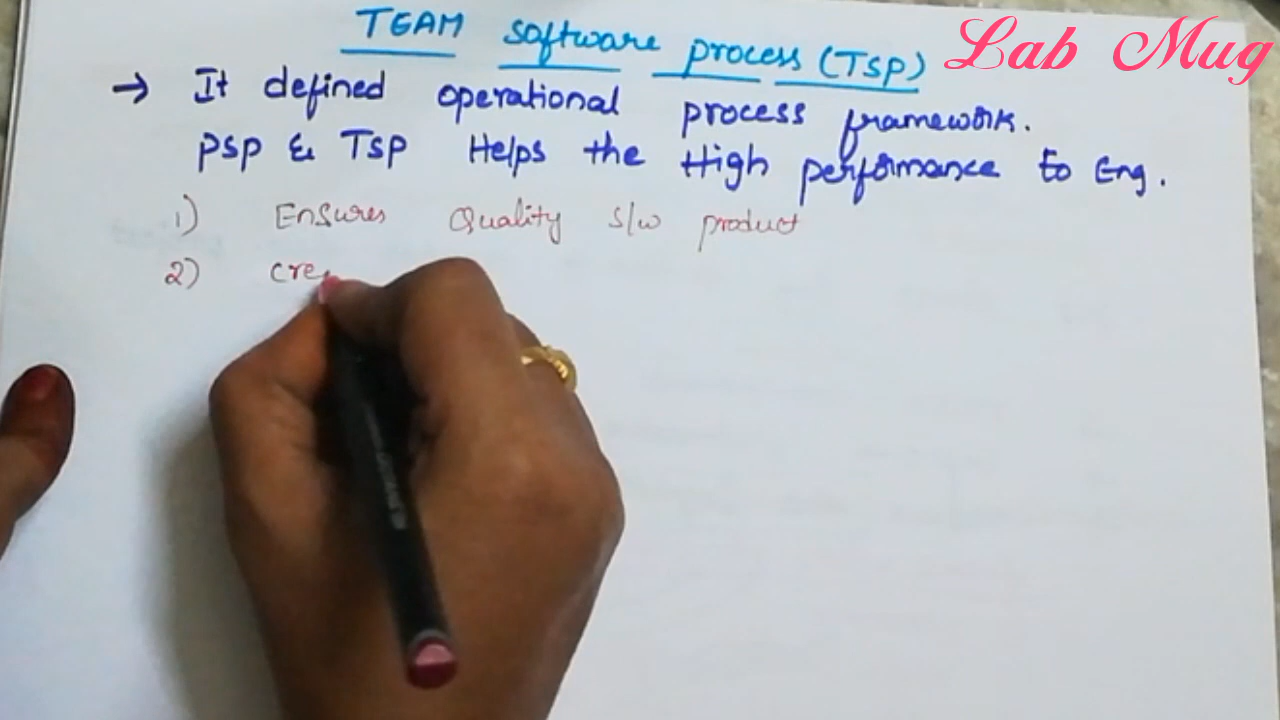 TEAM Software process (TSP)
Lab Mug
→ It defined operational process framework.
PSP & TSP Helps the High performance to Eng.
1) Ensures Quality s/w product
2) cre